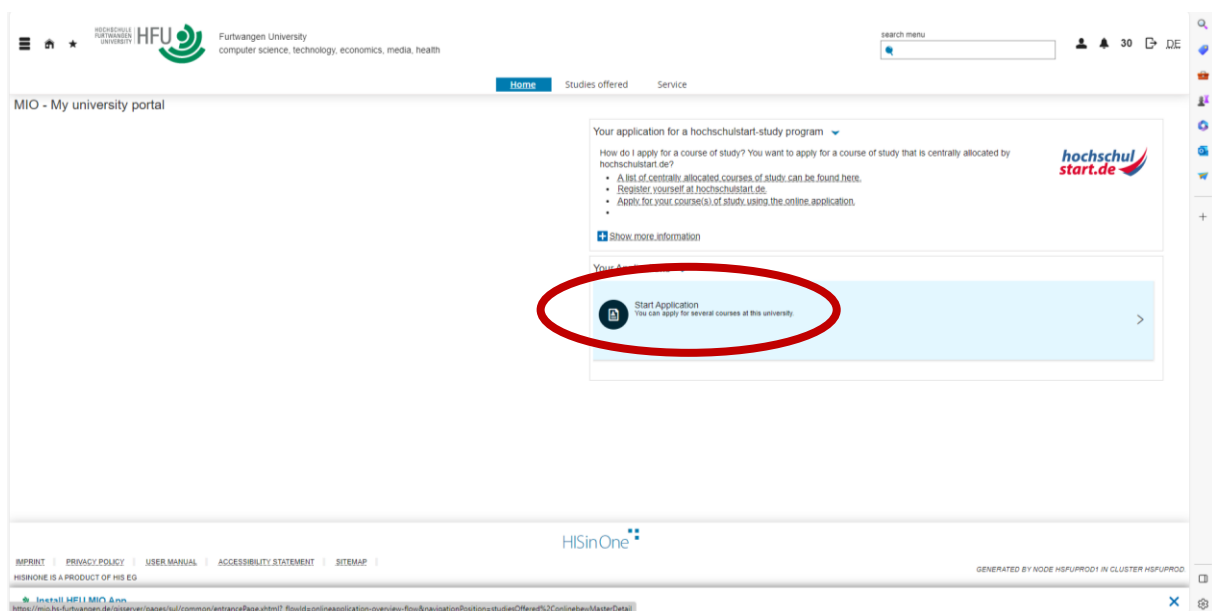 HOCHSCHULE
FURTWANGEN
UNIVERSITY
HFU
Furtwangen University
computer science, technology, economics, media, health
search menu
30
DE
Home
Studies offered
Service
MIO - My university portal
Your application for a hochschulstart-study program
How do I apply for a course of study? You want to apply for a course of study that is centrally allocated by
hochschulstart.de?
hochschul
start.de
• A list of centrally allocated courses of study can be found here.
• Register yourself at hochschulstart.de.
• Apply for your course(s) of study using the online application.
•
Show more information
Your
Start Application
You can apply for several courses at this university.
HISinOne
IMPRINT
PRIVACY POLICY
USER MANUAL
ACCESSIBILITY STATEMENT
SITEMAP
HISINONE IS A PRODUCT OF HIS EG
GENERATED BY NODE HSFUPROD1 IN CLUSTER HSFUPROD
Install HFU MIO App